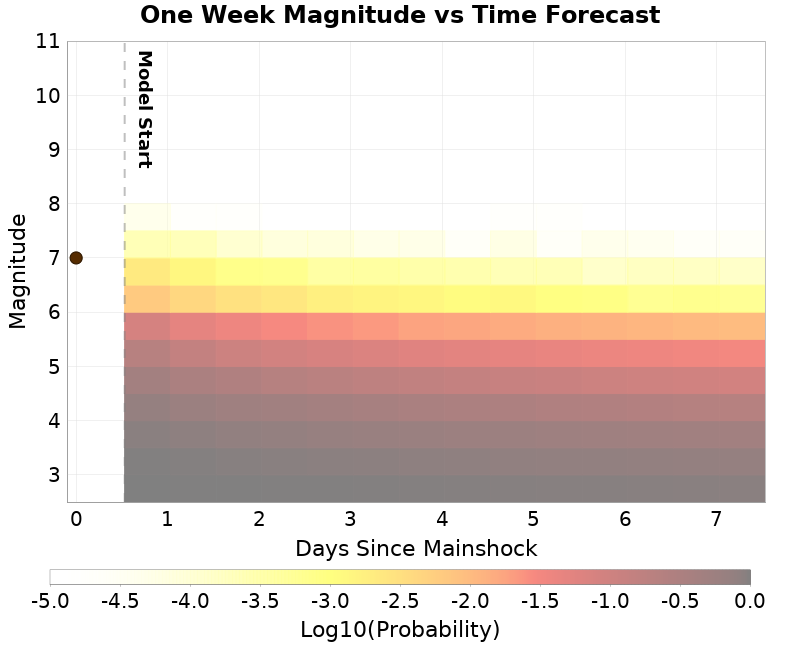 One Week Magnitude vs Time Forecast
11
10
9
8
7
6
5
4
3
Magnitude
Model Start
0 1 2 3 4 5 6 7
Days Since Mainshock
-5.0 -4.5 -4.0 -3.5 -3.0 -2.5 -2.0 -1.5 -1.0 -0.5 0.0
Log10(Probability)